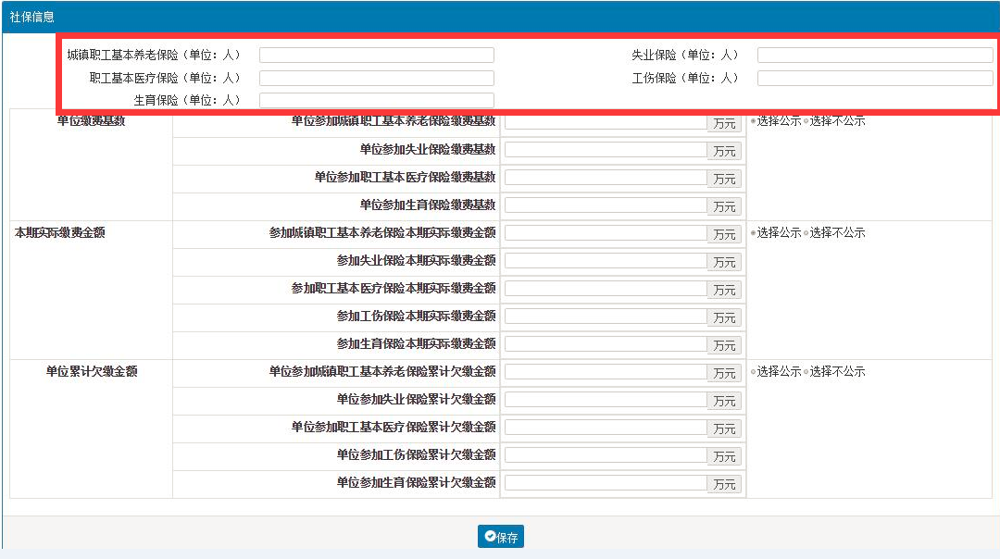 社保信息
城镇职工基本养老保险（单位：人） 失业保险（单位：人）
职工基本医疗保险（单位：人） 工伤保险（单位：人）
生育保险（单位：人）
单位缴费基数 单位参加城镇职工基本养老保险缴费基数 万元 选择公示 选择不公示
单位参加失业保险缴费基数 万元
单位参加职工基本医疗保险缴费基数 万元
单位参加生育保险缴费基数 万元
本期实际缴费金额 参加城镇职工基本养老保险本期实际缴费金额 万元 选择公示 选择不公示
参加失业保险本期实际缴费金额 万元
参加职工基本医疗保险本期实际缴费金额 万元
参加工伤保险本期实际缴费金额 万元
参加生育保险本期实际缴费金额 万元
单位累计欠缴金额 单位参加城镇职工基本养老保险累计欠缴金额 万元 选择公示 选择不公示
单位参加失业保险累计欠缴金额 万元
单位参加职工基本医疗保险累计欠缴金额 万元
单位参加工伤保险累计欠缴金额 万元
单位参加生育保险累计欠缴金额 万元
保存